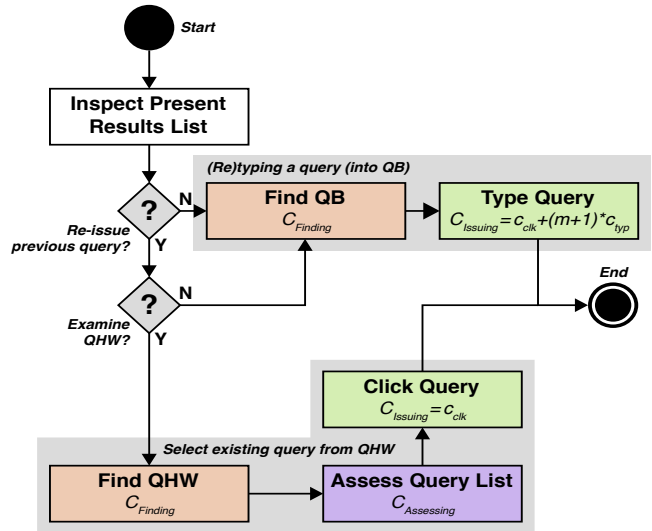 Start
Inspect Present
Results List
(Re)typing a query (into QB)
?
N
Re-issue
previous query?
Y
Find QB
C_Finding
Type Query
C_Issuing=c_clk+(m+1)*c_typ
End
?
N
Examine
QHW?
Y
Click Query
C_Issuing=c_clk
Select existing query from QHW
Find QHW
C_Finding
Assess Query List
C_Assessing